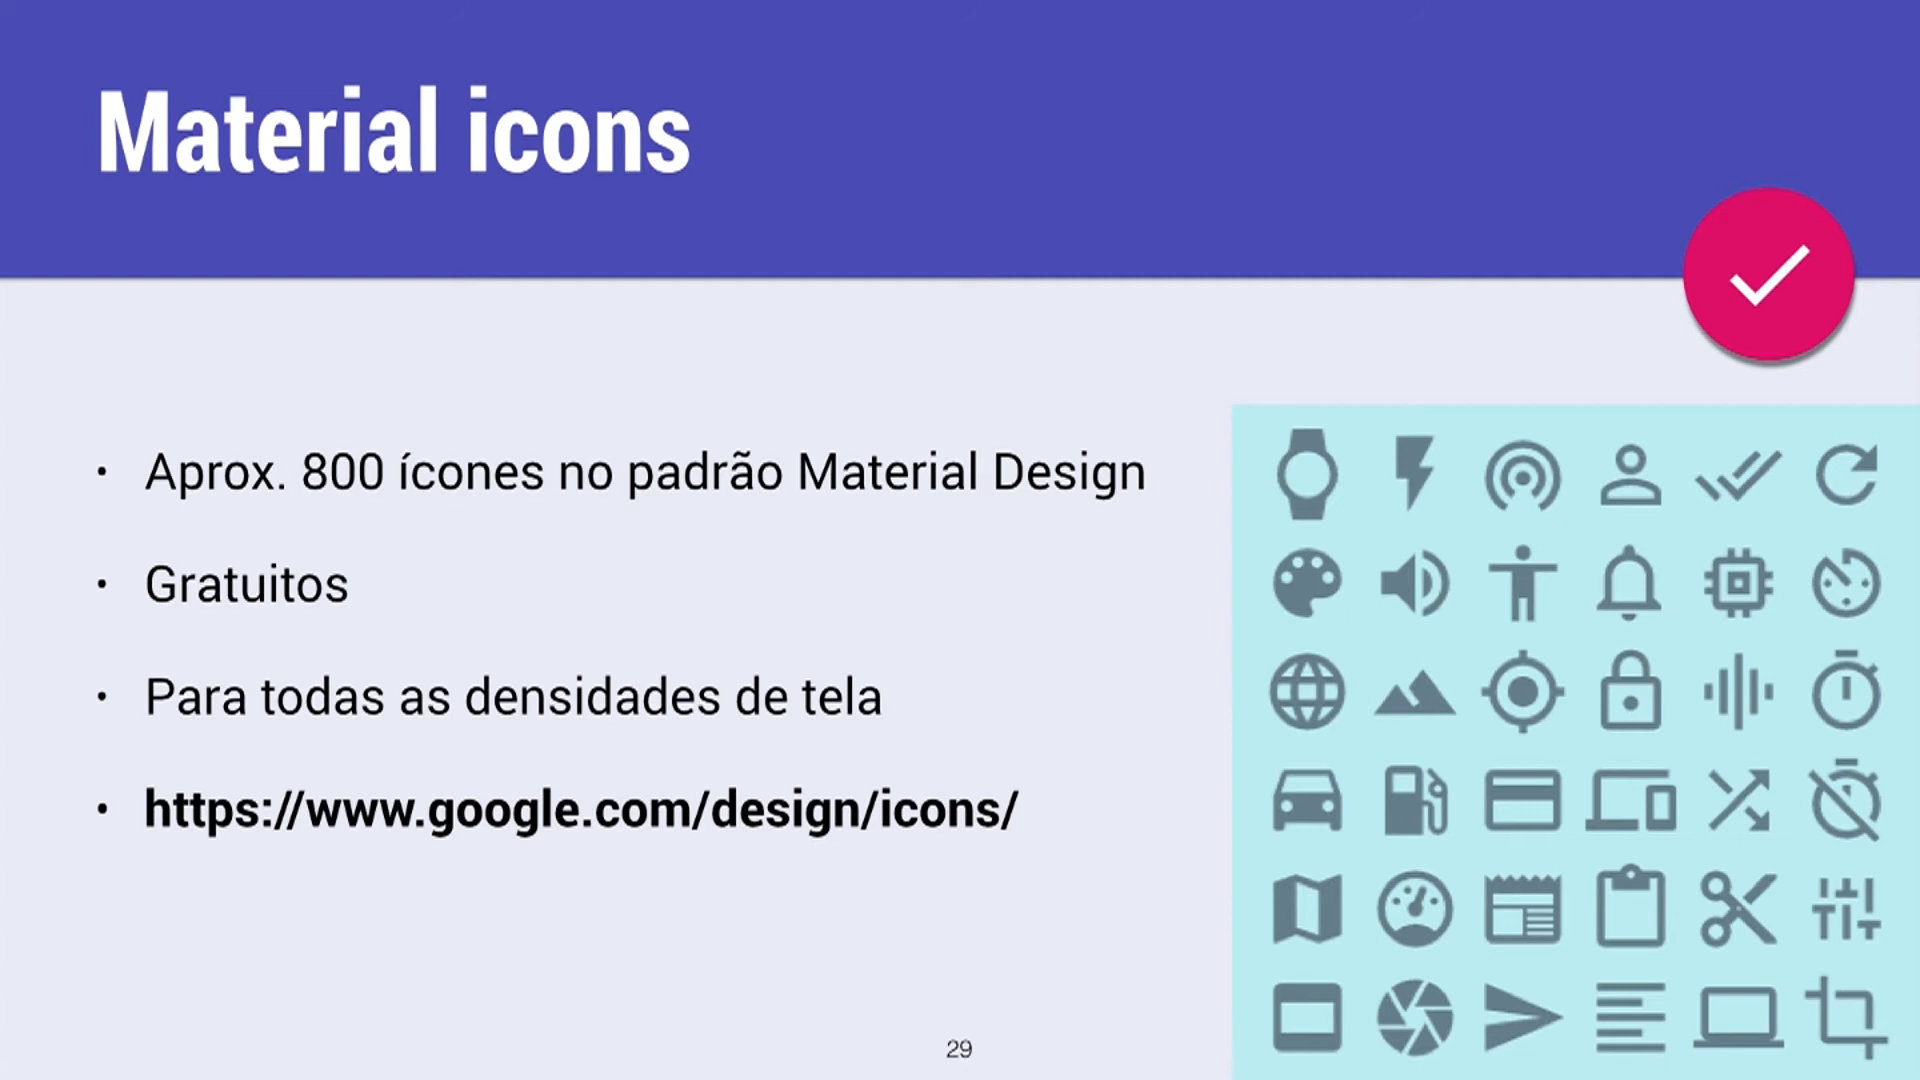 Material icons
• Aprox. 800 ícones no padrão Material Design
• Gratuitos
• Para todas as densidades de tela
• https://www.google.com/design/icons/
29